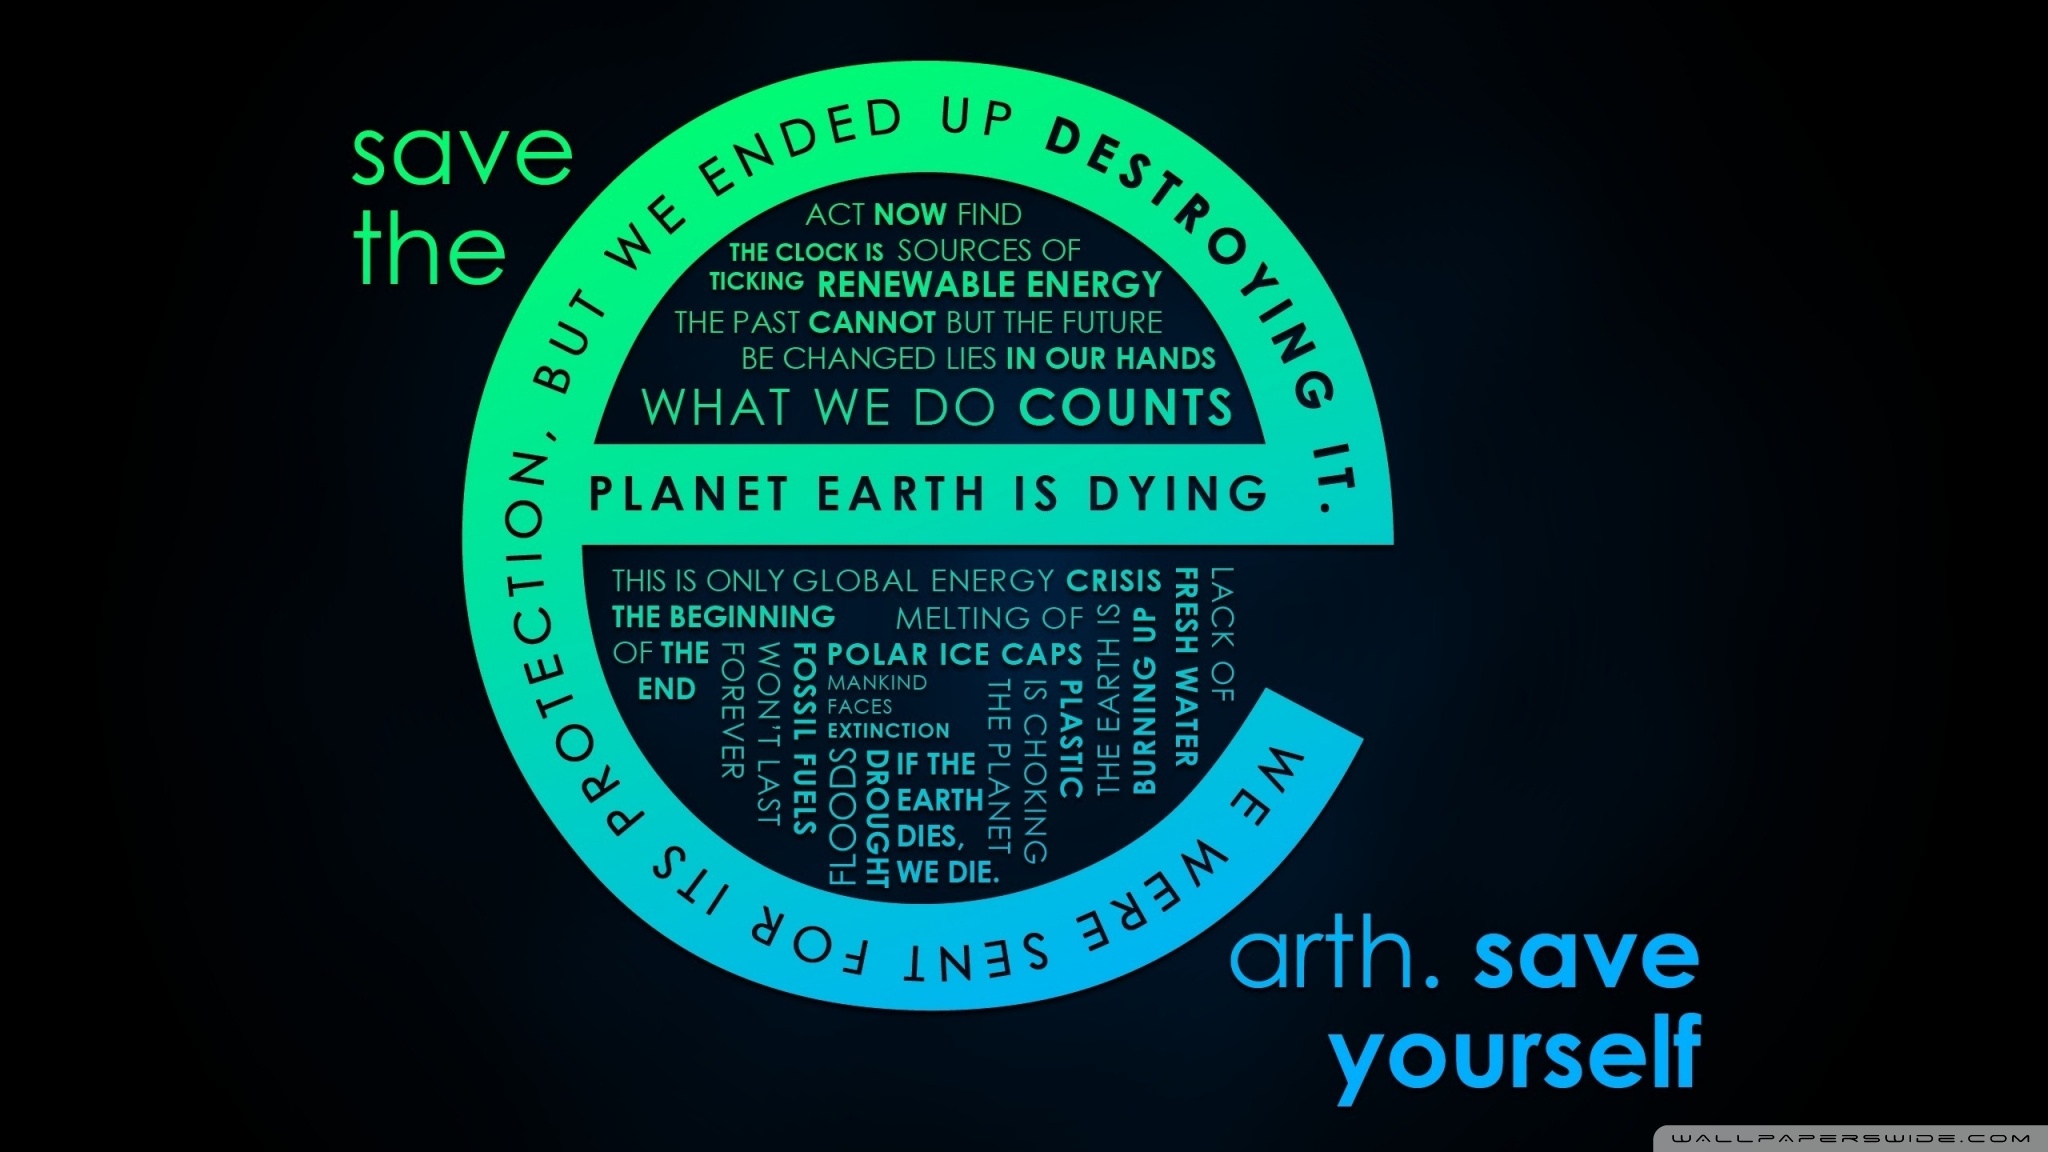 save
the
WE WERE SENT FOR ITS PROTECTION, BUT WE ENDED UP DESTROYING IT.
ACT NOW FIND
THE CLOCK IS SOURCES OF
TICKING RENEWABLE ENERGY
THE PAST CANNOT BUT THE FUTURE
BE CHANGED LIES IN OUR HANDS
WHAT WE DO COUNTS
PLANET EARTH IS DYING
THIS IS ONLY
THE BEGINNING
OF THE
END
GLOBAL ENERGY CRISIS
MELTING OF
POLAR ICE CAPS
FOSSIL FUELS
WON'T LAST
FOREVER
MANKIND
FACES
EXTINCTION
FLOODS
DROUGHT
IF THE
EARTH
DIES,
WE DIE.
PLASTIC
IS CHOKING
THE PLANET
THE EARTH IS
BURNING UP
LACK OF
FRESH WATER
e
arth. save
yourself
WALLPAPERSWIDE.COM